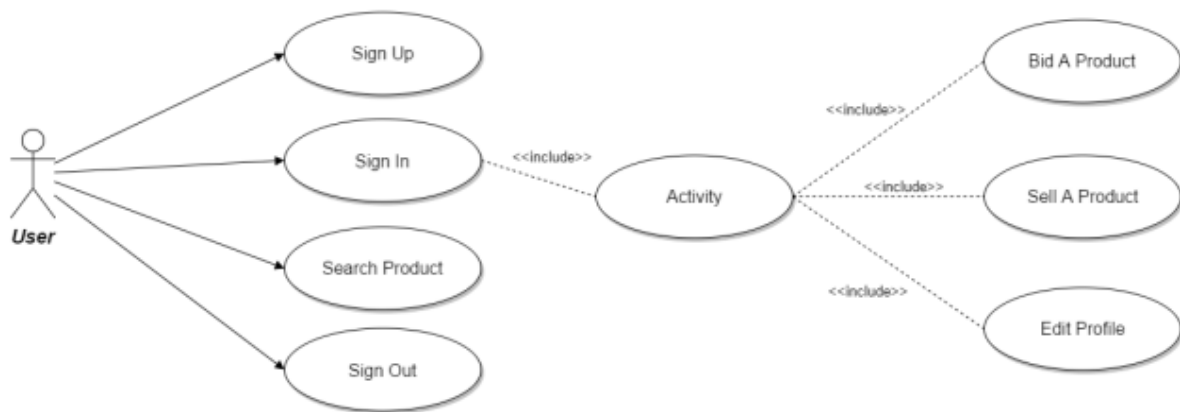 Sign Up
Bid A Product
<<include>>
Sign In
<<include>>
Activity
<<include>>
Sell A Product
User
Search Product
<<include>>
Edit Profile
Sign Out